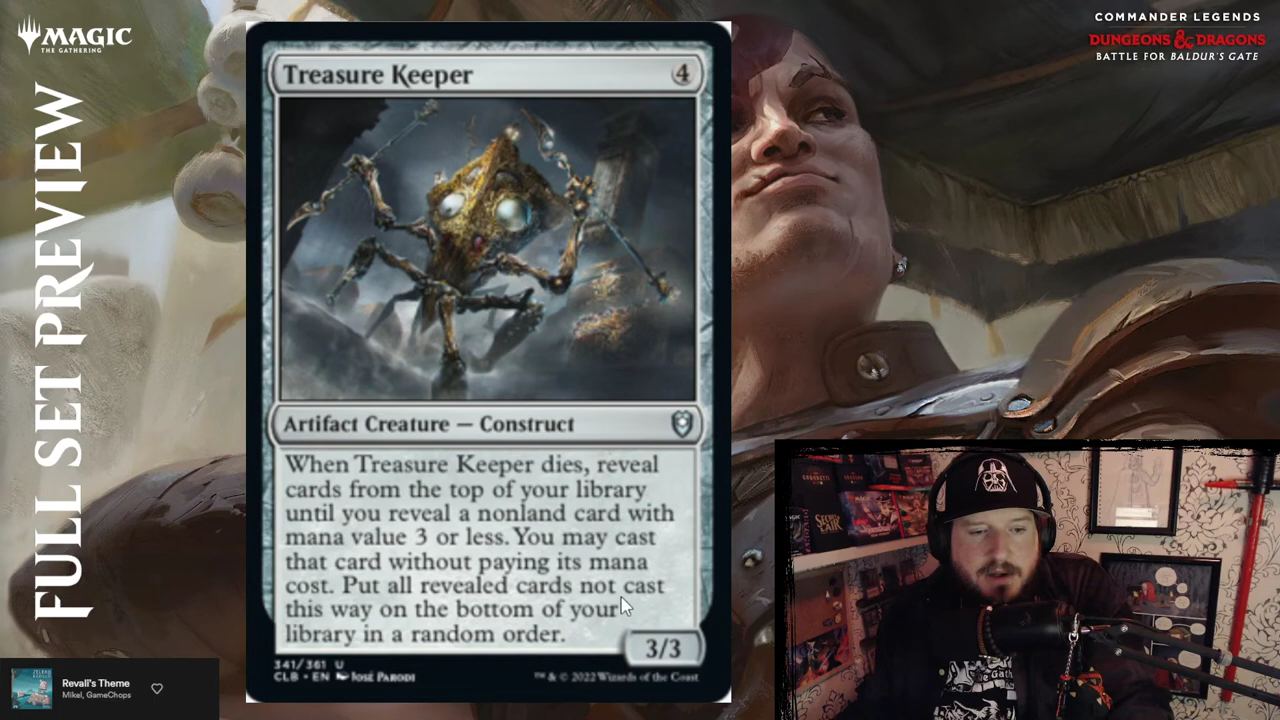 MAGIC
THE GATHERING
FULL SET PREVIEW
COMMANDER LEGENDS
DUNGEONS & DRAGONS
BATTLE FOR BALDUR'S GATE
Treasure Keeper 4
Artifact Creature — Construct
When Treasure Keeper dies, reveal
cards from the top of your library
until you reveal a nonland card with
mana value 3 or less. You may cast
that card without paying its mana
cost. Put all revealed cards not cast
this way on the bottom of your
library in a random order.
3/3
341/361 U
CLB • EN JOSÉ PARODI
™ & © 2022 Wizards of the Coast
Revali's Theme
Mikel, GameChops
SECRET
LAIR